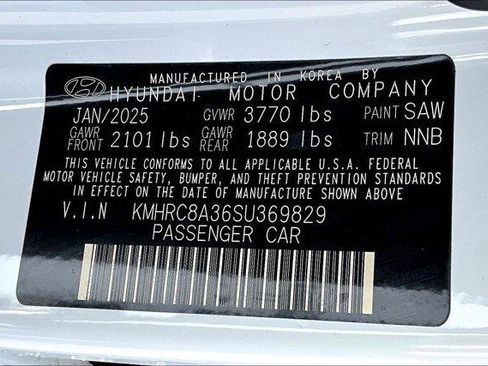 MANUFACTURED IN KOREA BY
HYUNDAI MOTOR COMPANY
JAN/2025 GVWR 3770 lbs PAINT SAW
GAWR FRONT 2101 lbs GAWR REAR 1889 lbs TRIM NNB
THIS VEHICLE CONFORMS TO ALL APPLICABLE U.S.A. FEDERAL
MOTOR VEHICLE SAFETY, BUMPER, AND THEFT PREVENTION STANDARDS
IN EFFECT ON THE DATE OF MANUFACTURE SHOWN ABOVE
V.I.N KMHRC8A36SU369829
PASSENGER CAR